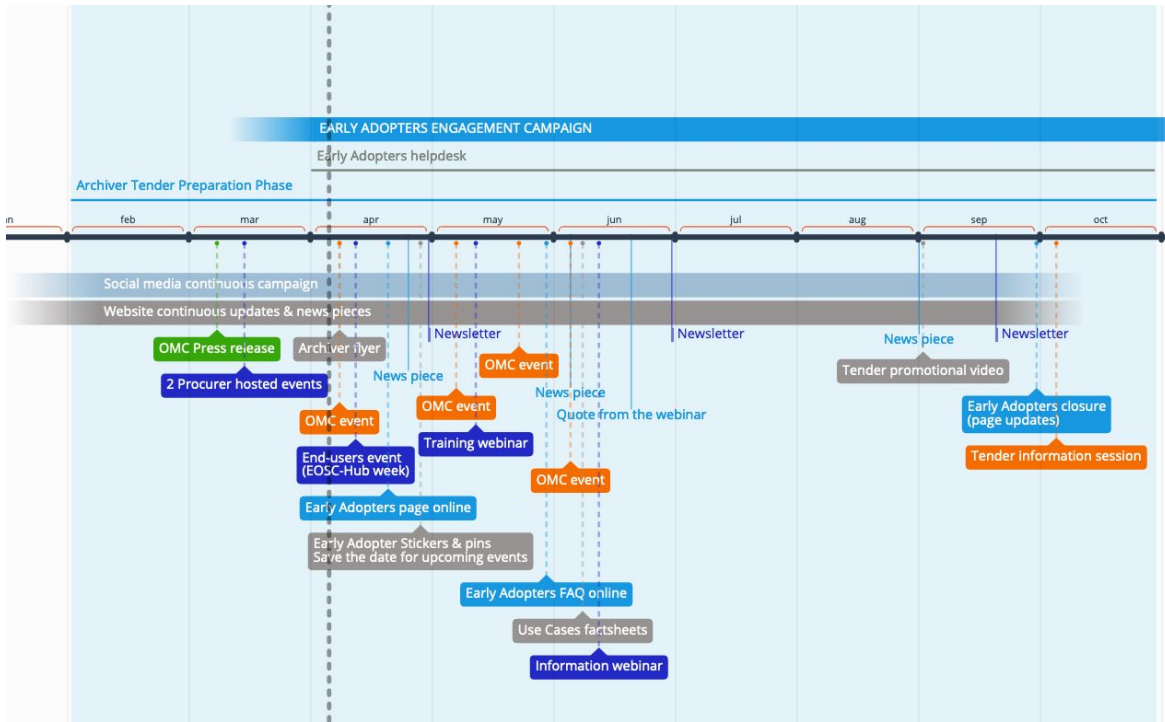 EARLY ADOPTERS ENGAGEMENT CAMPAIGN
Early Adopters helpdesk
Archiver Tender Preparation Phase
an
feb
mar
apr
may
jun
jul
aug
sep
oct
Social media continuous campaign
Website continuous updates & news pieces
Newsletter
Newsletter
Newsletter
OMC Press release
Archiver flyer
News piece
OMC event
Tender promotional video
2 Procurer hosted events
News piece
News piece
OMC event
OMC event
Quote from the webinar
Early Adopters closure
(page updates)
Training webinar
End-users event
(EOSC-Hub week)
Tender information session
OMC event
Early Adopters page online
Early Adopter Stickers & pins
Save the date for upcoming events
Early Adopters FAQ online
Use Cases factsheets
Information webinar